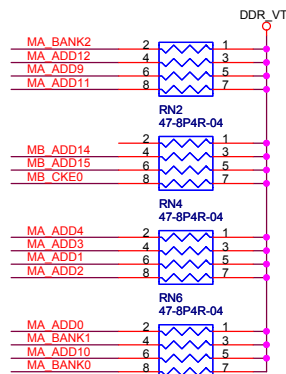 DDR_VT
MA_BANK2 2 1
MA_ADD12 4 3
MA_ADD9 6 5
MA_ADD11 8 7
RN2
47-8P4R-04
2 1
MB_ADD14 4 3
MB_ADD15 6 5
MB_CKE0 8 7
RN4
47-8P4R-04
MA_ADD4 2 1
MA_ADD3 4 3
MA_ADD1 6 5
MA_ADD2 8 7
RN6
47-8P4R-04
MA_ADD0 2 1
MA_BANK1 4 3
MA_ADD10 6 5
MA_BANK0 8 7